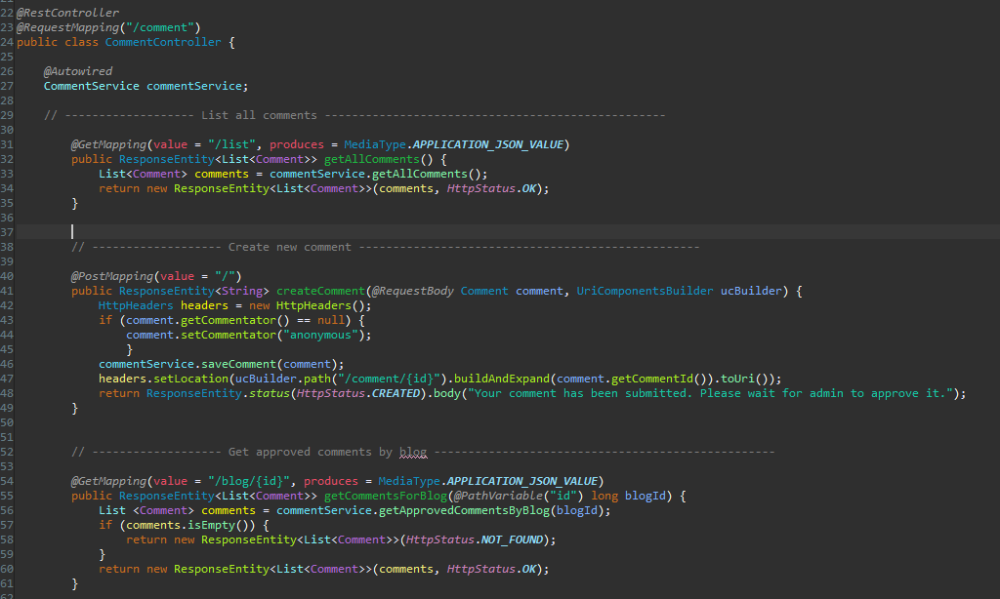 22 @RestController
23 @RequestMapping("/comment")
24 public class CommentController {
25
26     @Autowired
27     CommentService commentService;
28
29     // ------------------- List all comments --------------------------------------------------
30
31         @GetMapping(value = "/list", produces = MediaType.APPLICATION_JSON_VALUE)
32         public ResponseEntity<List<Comment>> getAllComments() {
33             List<Comment> comments = commentService.getAllComments();
34             return new ResponseEntity<List<Comment>>(comments, HttpStatus.OK);
35         }
36
37
38         // ------------------- Create new comment --------------------------------------------------
39
40         @PostMapping(value = "/")
41         public ResponseEntity<String> createComment(@RequestBody Comment comment, UriComponentsBuilder ucBuilder) {
42             HttpHeaders headers = new HttpHeaders();
43             if (comment.getCommentator() == null) {
44                 comment.setCommentator("anonymous");
45                 }
46             commentService.saveComment(comment);
47             headers.setLocation(ucBuilder.path("/comment/{id}").buildAndExpand(comment.getCommentId()).toUri());
48             return ResponseEntity.status(HttpStatus.CREATED).body("Your comment has been submitted. Please wait for admin to approve it.");
49         }
50
51
52         // ------------------- Get approved comments by blog --------------------------------------------------
53
54         @GetMapping(value = "/blog/{id}", produces = MediaType.APPLICATION_JSON_VALUE)
55         public ResponseEntity<List<Comment>> getCommentsForBlog(@PathVariable("id") long blogId) {
56             List <Comment> comments = commentService.getApprovedCommentsByBlog(blogId);
57             if (comments.isEmpty()) {
58                 return new ResponseEntity<List<Comment>>(HttpStatus.NOT_FOUND);
59             }
60             return new ResponseEntity<List<Comment>>(comments, HttpStatus.OK);
61         }